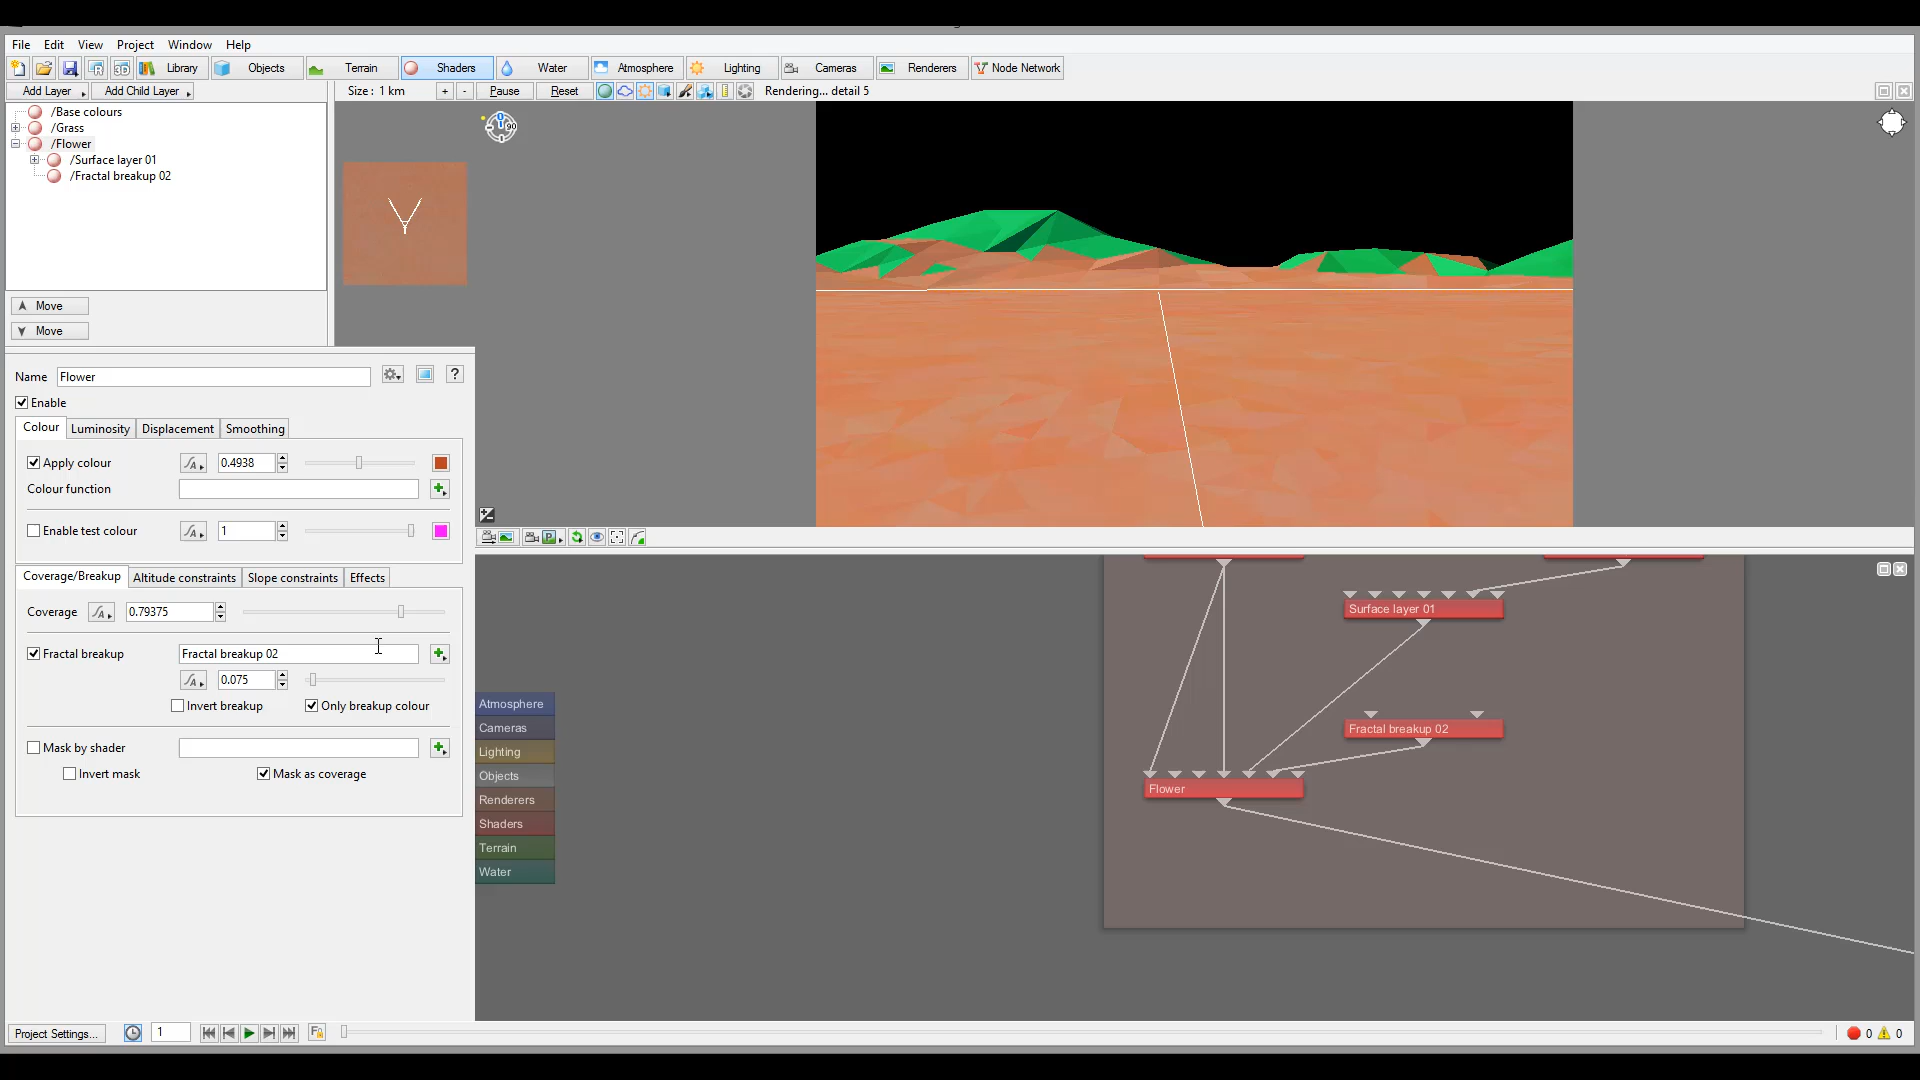 File Edit View Project Window Help
Library Objects Terrain Shaders Water Atmosphere Lighting Cameras Renderers Node Network
Add Layer Add Child Layer Size : 1 km + - Pause Reset Rendering... detail 5
/Base colours
/Grass
/Flower
/Surface layer 01
/Fractal breakup 02
90
Move
Move
Name Flower ?
Enable
Colour Luminosity Displacement Smoothing
Apply colour 0.4938
Colour function
Enable test colour 1
Coverage/Breakup Altitude constraints Slope constraints Effects
Coverage 0.79375
Fractal breakup Fractal breakup 02
0.075
Invert breakup Only breakup colour
Mask by shader
Invert mask Mask as coverage
Surface layer 01
Fractal breakup 02
Flower
Atmosphere
Cameras
Lighting
Objects
Renderers
Shaders
Terrain
Water
Project Settings... 1 0 0